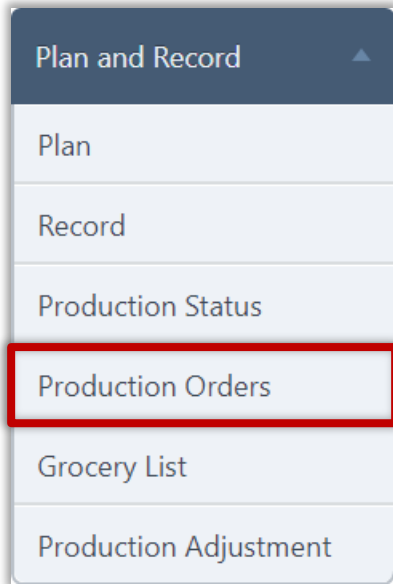 Plan and Record
Plan
Record
Production Status
Production Orders
Grocery List
Production Adjustment